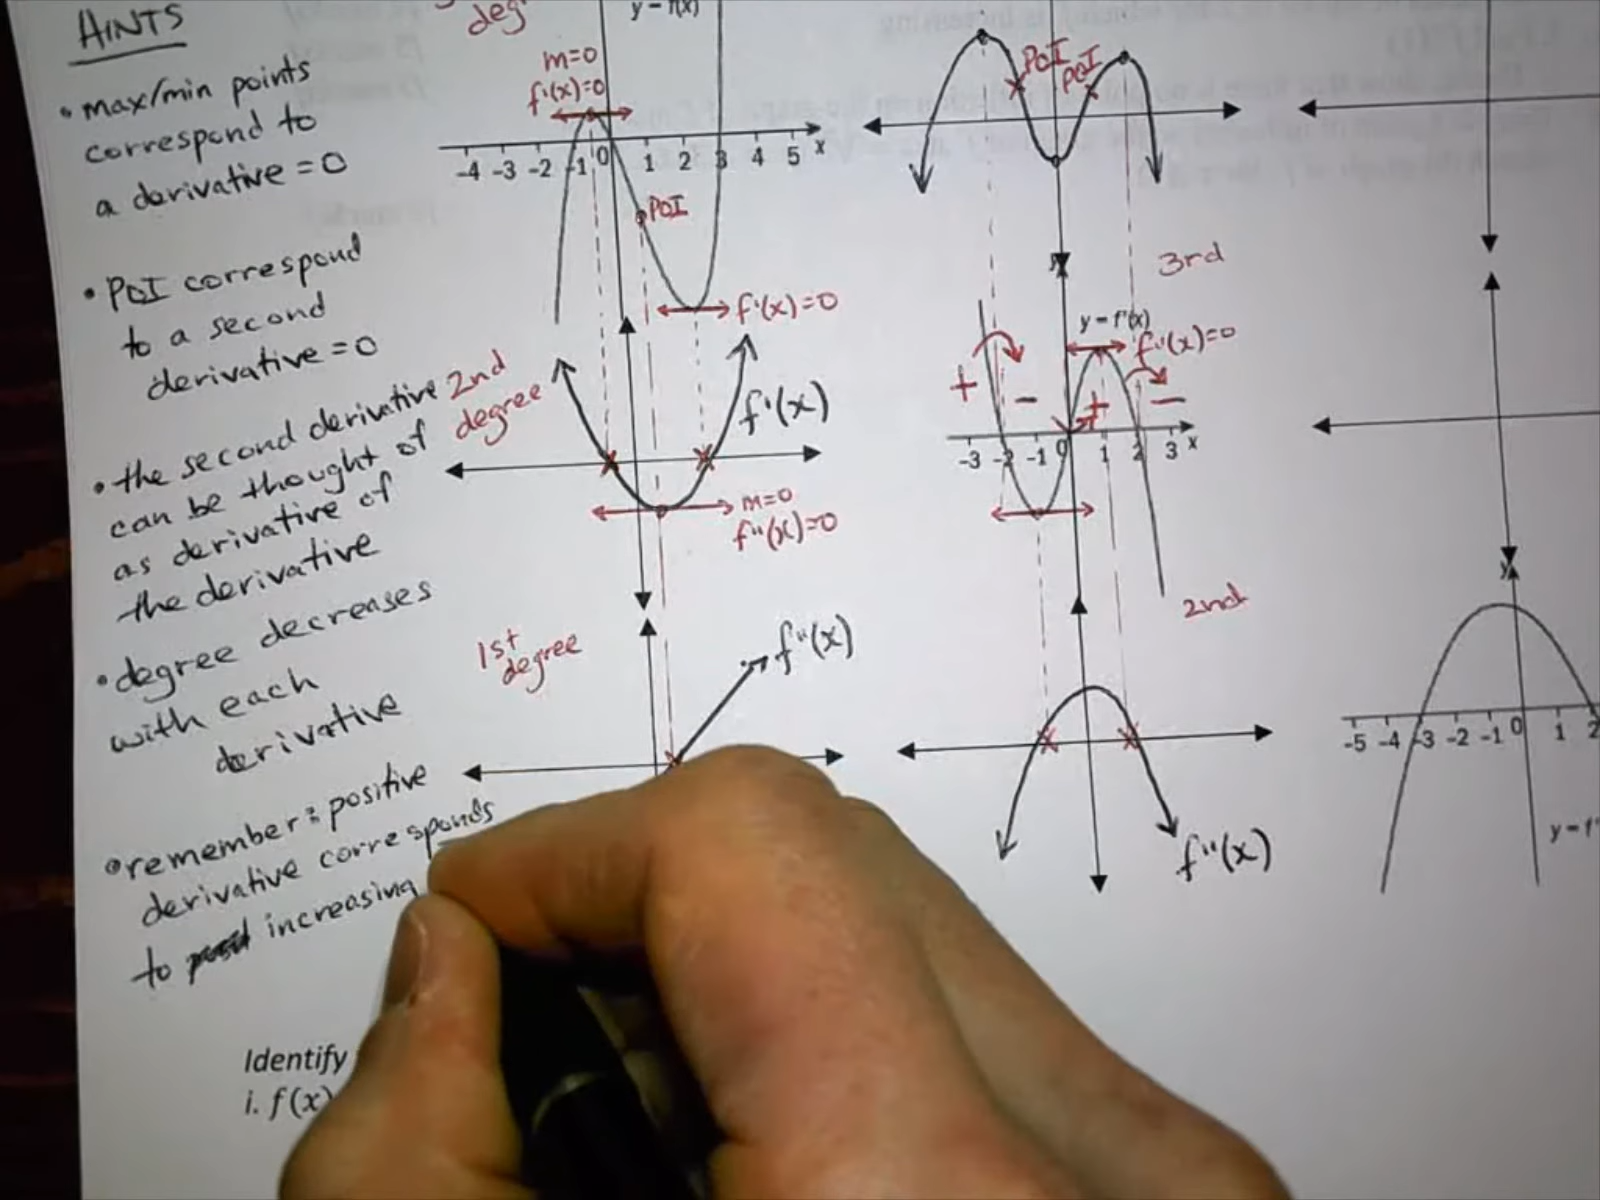 HINTS
• max/min points
correspond to
a derivative = 0
• POI correspond
to a second
derivative = 0
• the second derivative
can be thought of
as derivative of
the derivative
• degree decreases
with each
derivative
• remember: positive
derivative corresponds
to increasing
Identify
i. f(x)
deg
y = f(x)
m=0
f'(x)=0
-4 -3 -2 -1 0 1 2 3 4 5 x
POI
f'(x)=0
2nd
degree
f'(x)
m=0
f''(x)=0
1st
degree
f''(x)
POI
POI
3rd
y = f'(x)
f''(x)=0
+ - + -
-3 -2 -1 0 1 2 3 x
2nd
f''(x)
y
-5 -4 -3 -2 -1 0 1 2
y = f'